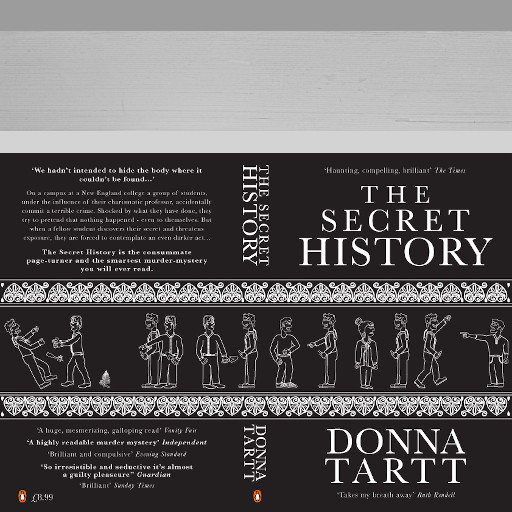 'We hadn't intended to hide the body where it
couldn't be found...'
On a campus at a New England college a group of students,
under the influence of their charismatic professor, accidentally
commit a terrible crime. Shocked by what they have done, they
try to pretend that nothing happened - even to themselves. But
when a fellow student discovers their secret and threatens
exposure, they are forced to contemplate an even darker act...
The Secret History is the consummate
page-turner and the smartest murder-mystery
you will ever read.
'A huge, mesmerizing, galloping read' Vanity Fair
'A highly readable murder mystery' Independent
'Brilliant and compulsive' Evening Standard
'So irresistible and seductive it's almost
a guilty pleasure" Guardian
'Brilliant' Sunday Times
£8.99
THE SECRET
HISTORY
DONNA
TARTT
'Haunting, compelling, brilliant' The Times
THE
SECRET
HISTORY
DONNA
TARTT
'Takes my breath away' Ruth Rendell